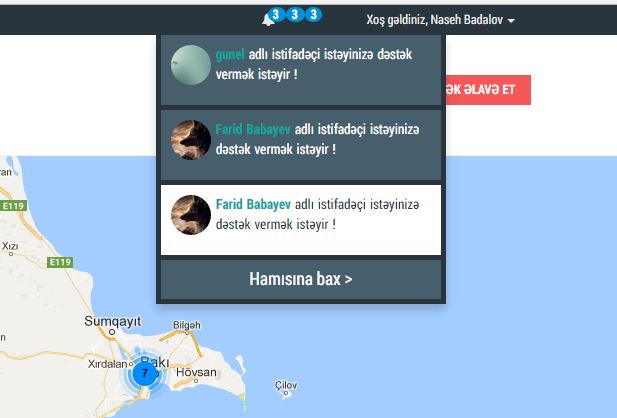 3 3 3
Xoş gəldiniz, Naseh Badalov
gunel adlı istifadəçi istəyinizə dəstək
vermək istəyir !
ƏK ƏLAVƏ ET
Farid Babayev adlı istifadəçi istəyinizə
dəstək vermək istəyir !
Farid Babayev adlı istifadəçi istəyinizə
dəstək vermək istəyir !
Hamısına bax >
ran
E119
Xızı
E119
Sumqayıt
Bilgəh
Xırdalan
Bakı
7
Hövsan
Çilov